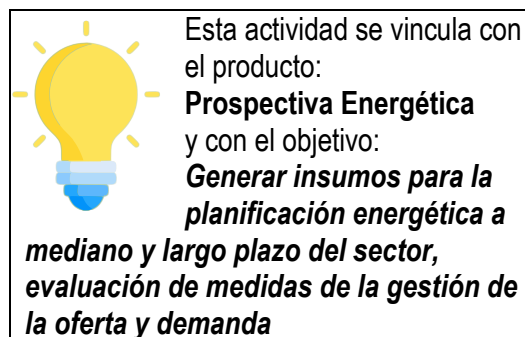 Esta actividad se vincula con
el producto:
Prospectiva Energética
y con el objetivo:
Generar insumos para la
planificación energética a
mediano y largo plazo del sector,
evaluación de medidas de la gestión de
la oferta y demanda